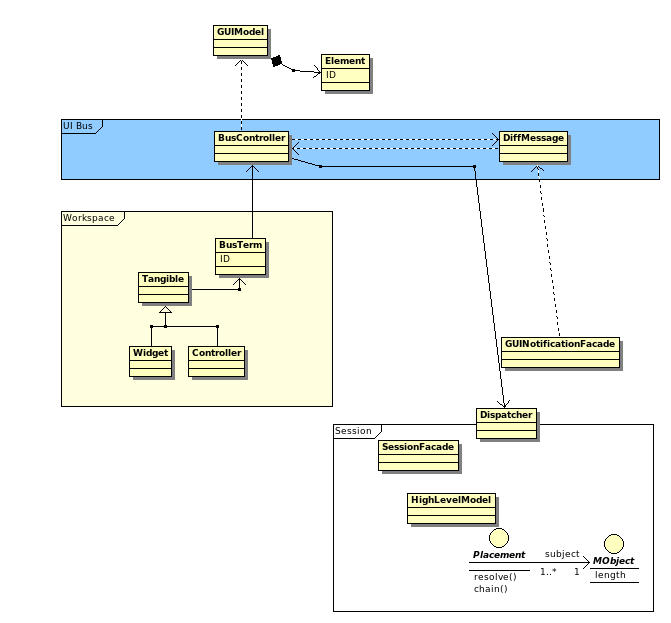 GUIModel
Element
ID
UI Bus
BusController
DiffMessage
Workspace
BusTerm
ID
Tangible
Widget
Controller
GUINotificationFacade
Dispatcher
Session
SessionFacade
HighLevelModel
Placement
subject
MObject
1..*
1
resolve()
length
chain()